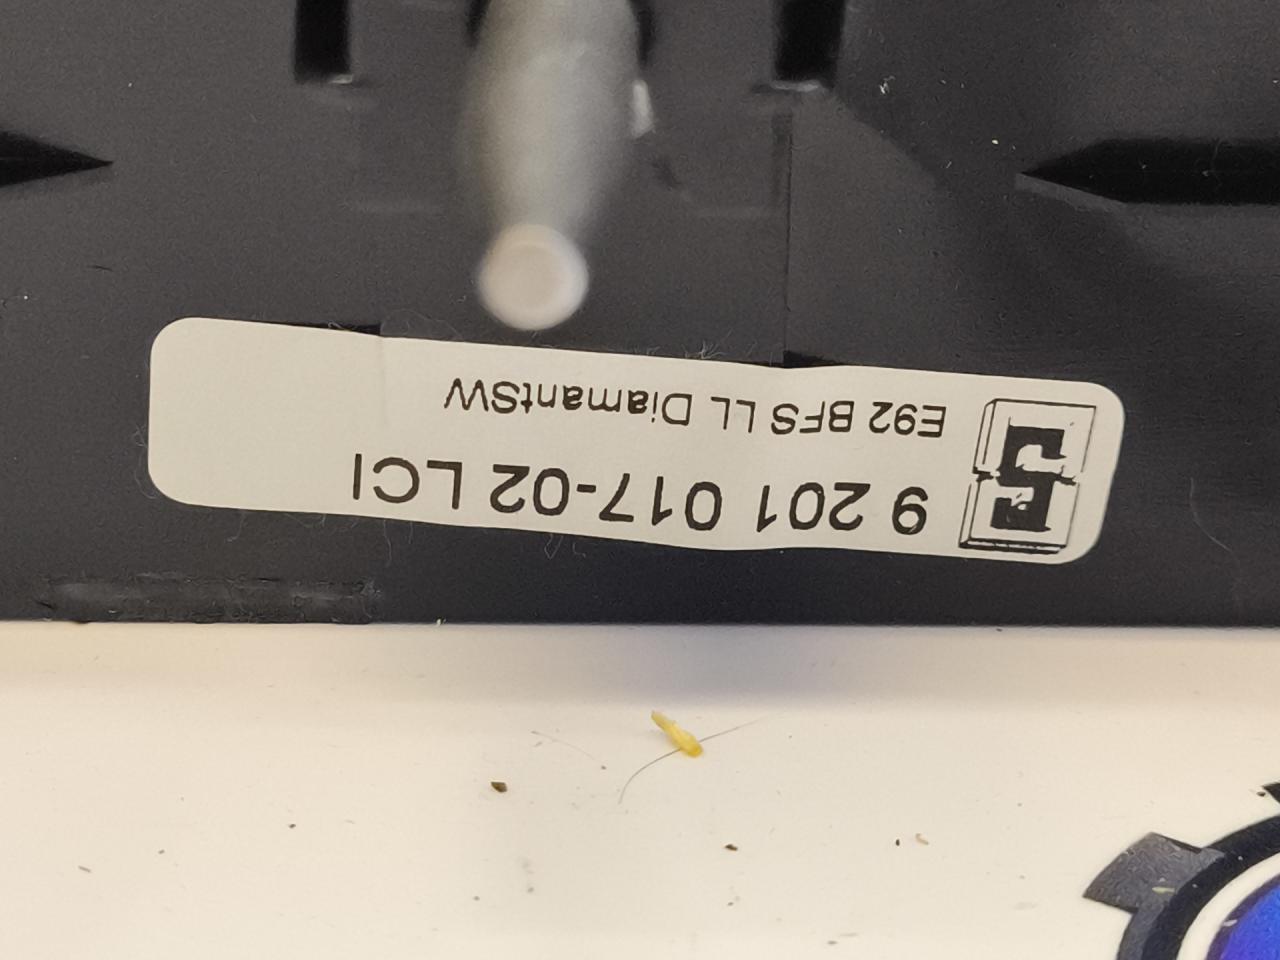 9 201 017-02 LCI
E92 BFS LL DiamantSW